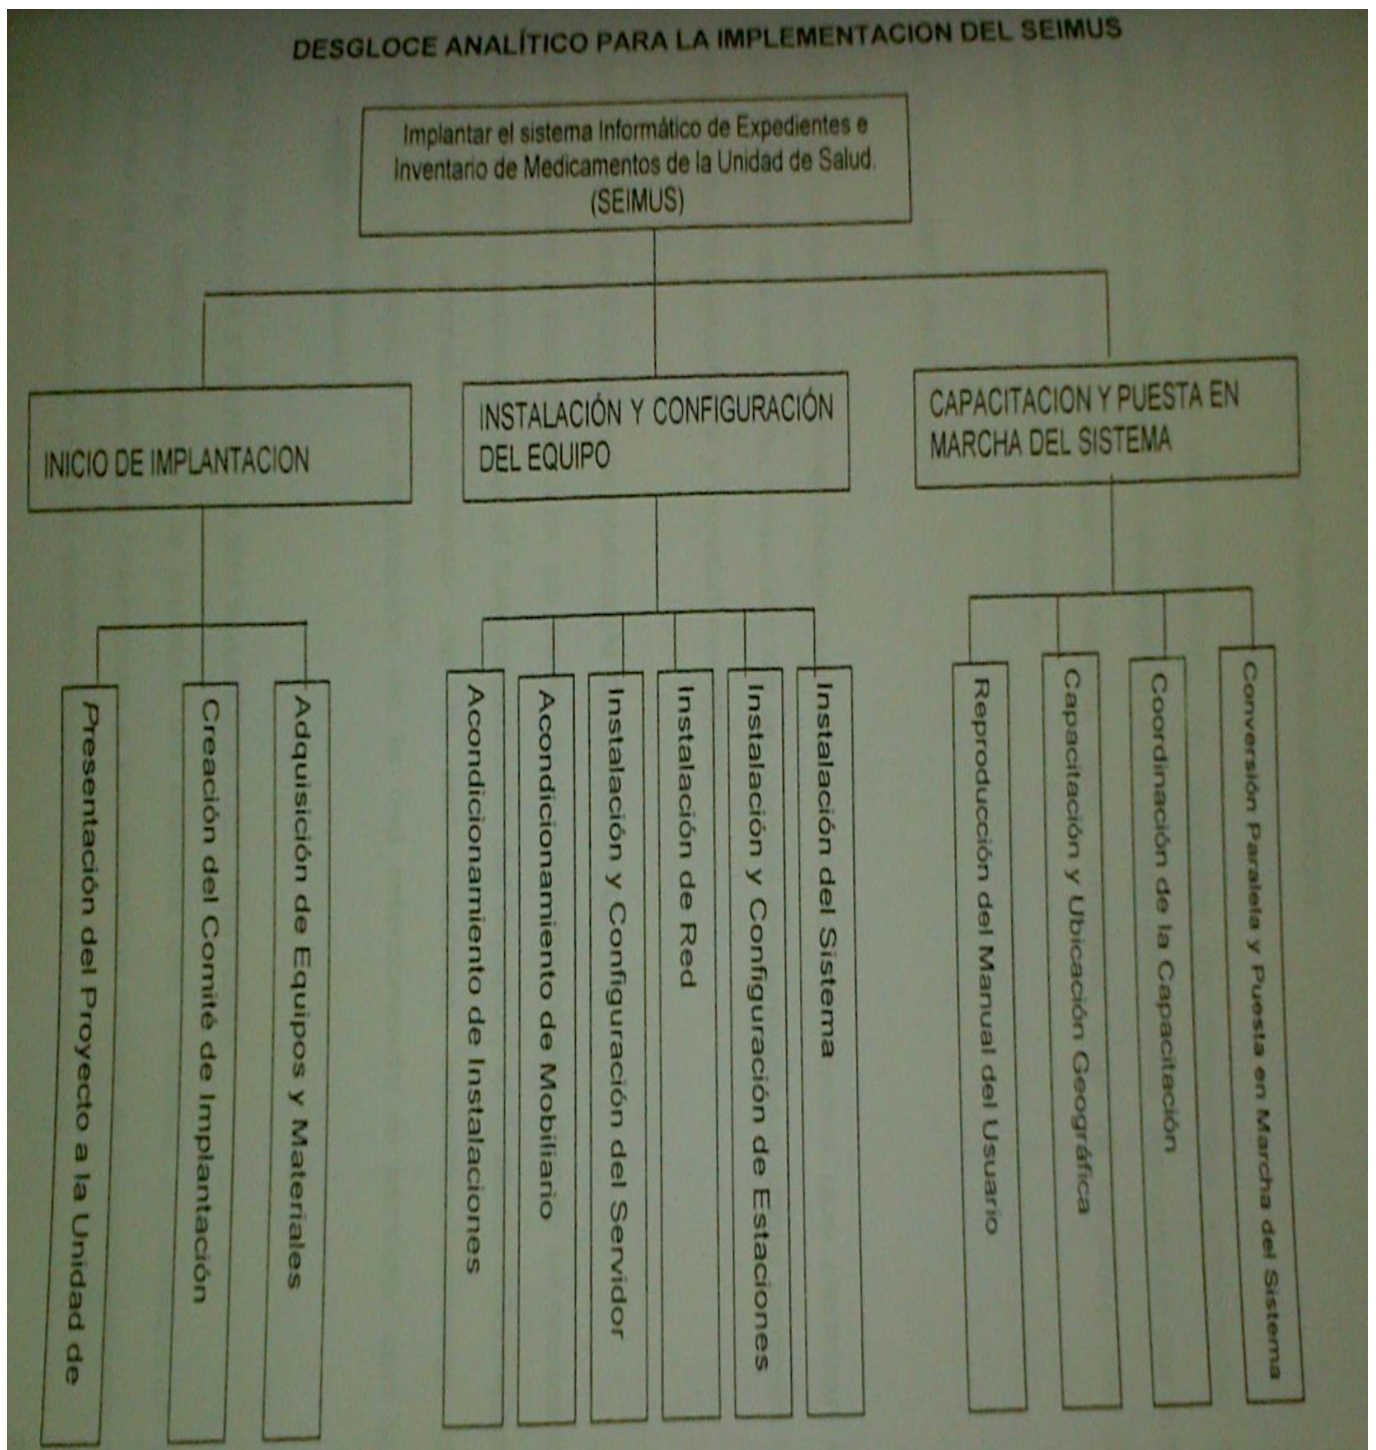 DESGLOCE ANALÍTICO PARA LA IMPLEMENTACION DEL SEIMUS
Implantar el sistema Informático de Expedientes e
Inventario de Medicamentos de la Unidad de Salud.
(SEIMUS)
INICIO DE IMPLANTACION
INSTALACIÓN Y CONFIGURACIÓN
DEL EQUIPO
CAPACITACION Y PUESTA EN
MARCHA DEL SISTEMA
Presentación del Proyecto a la Unidad de
Creación del Comité de Implantación
Adquisición de Equipos y Materiales
Acondicionamiento de Instalaciones
Acondicionamiento de Mobiliario
Instalación y Configuración del Servidor
Instalación de Red
Instalación y Configuración de Estaciones
Instalación del Sistema
Reproducción del Manual del Usuario
Capacitación y Ubicación Geográfica
Coordinación de la Capacitación
Conversión Paralela y Puesta en Marcha del Sistema